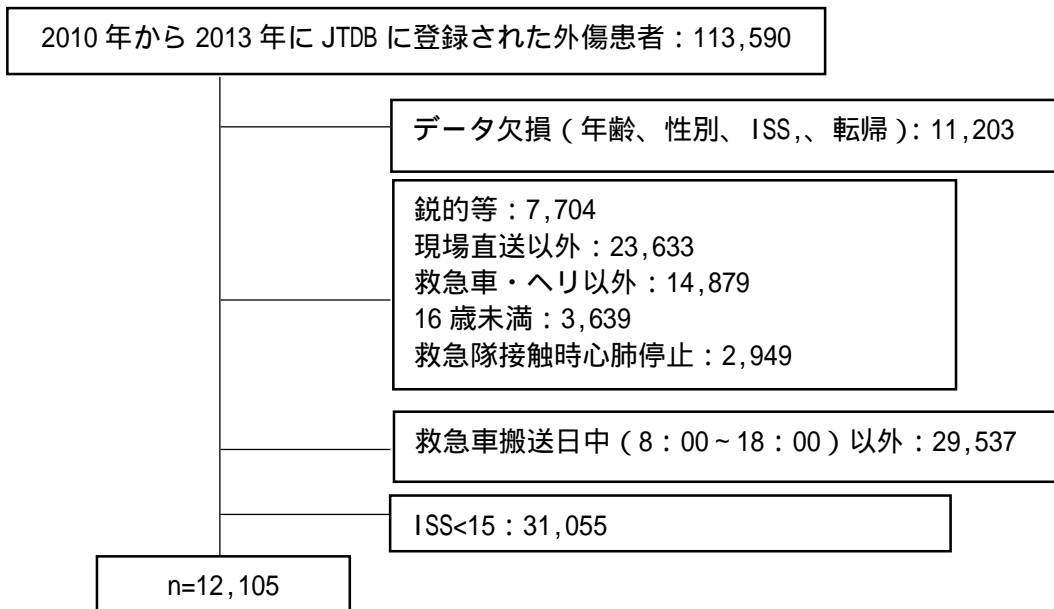 2010 年から 2013 年に JTDB に登録された外傷患者：113,590
データ欠損（年齢、性別、ISS,、転帰）：11,203
鋭的等：7,704
現場直送以外：23,633
救急車・ヘリ以外：14,879
16 歳未満：3,639
救急隊接触時心肺停止：2,949
救急車搬送日中（8：00～18：00）以外：29,537
ISS<15：31,055
n=12,105